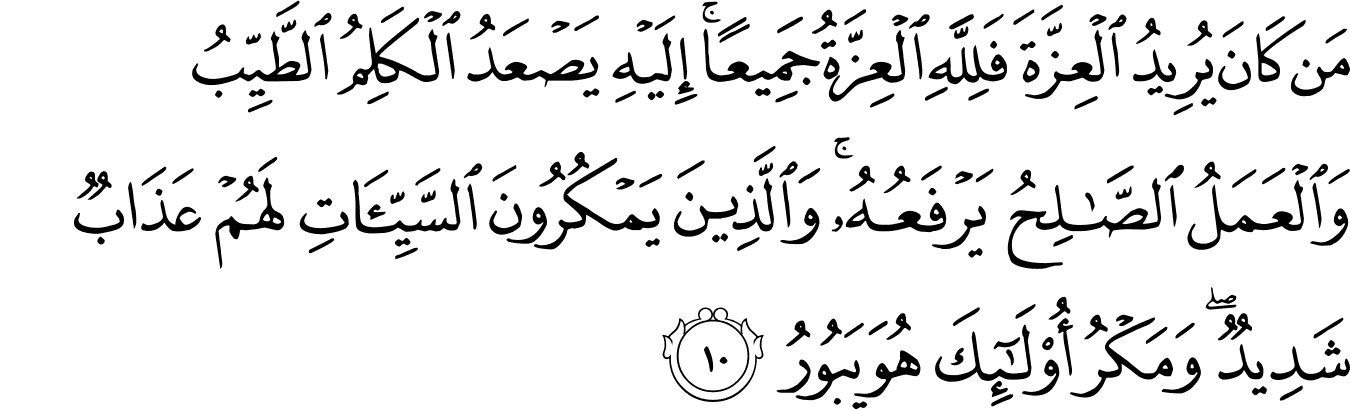 مَن كَانَ يُرِيدُ ٱلْعِزَّةَ فَلِلَّهِ ٱلْعِزَّةُ جَمِيعًا ۚ إِلَيْهِ يَصْعَدُ ٱلْكَلِمُ ٱلطَّيِّبُ
وَٱلْعَمَلُ ٱلصَّـٰلِحُ يَرْفَعُهُۥ ۚ وَٱلَّذِينَ يَمْكُرُونَ ٱلسَّيِّـَٔاتِ لَهُمْ عَذَابٌ
شَدِيدٌ ۖ وَمَكْرُ أُو۟لَـٰٓئِكَ هُوَ يَبُورُ ١٠